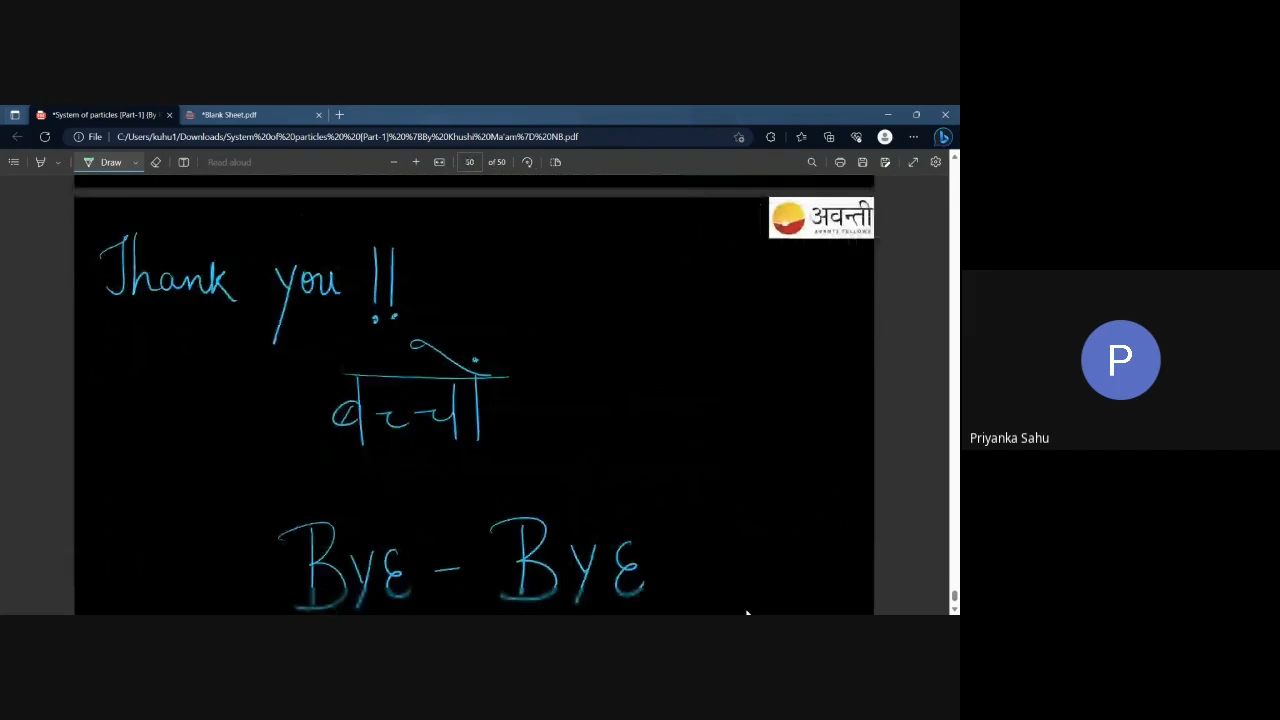 *System of particles [Part-1] (By
*Blank Sheet.pdf
File C:/Users/kuhu1/Downloads/System%20of%20particles%20%20[Part-1]%20%7BBy%20Khushi%20Ma'am%7D%20NB.pdf
Draw Read aloud 50 of 50
अवन्ती
AVANTI FELLOWS
Thank you !!
बच्चों
P
Priyanka Sahu
ByE - ByE